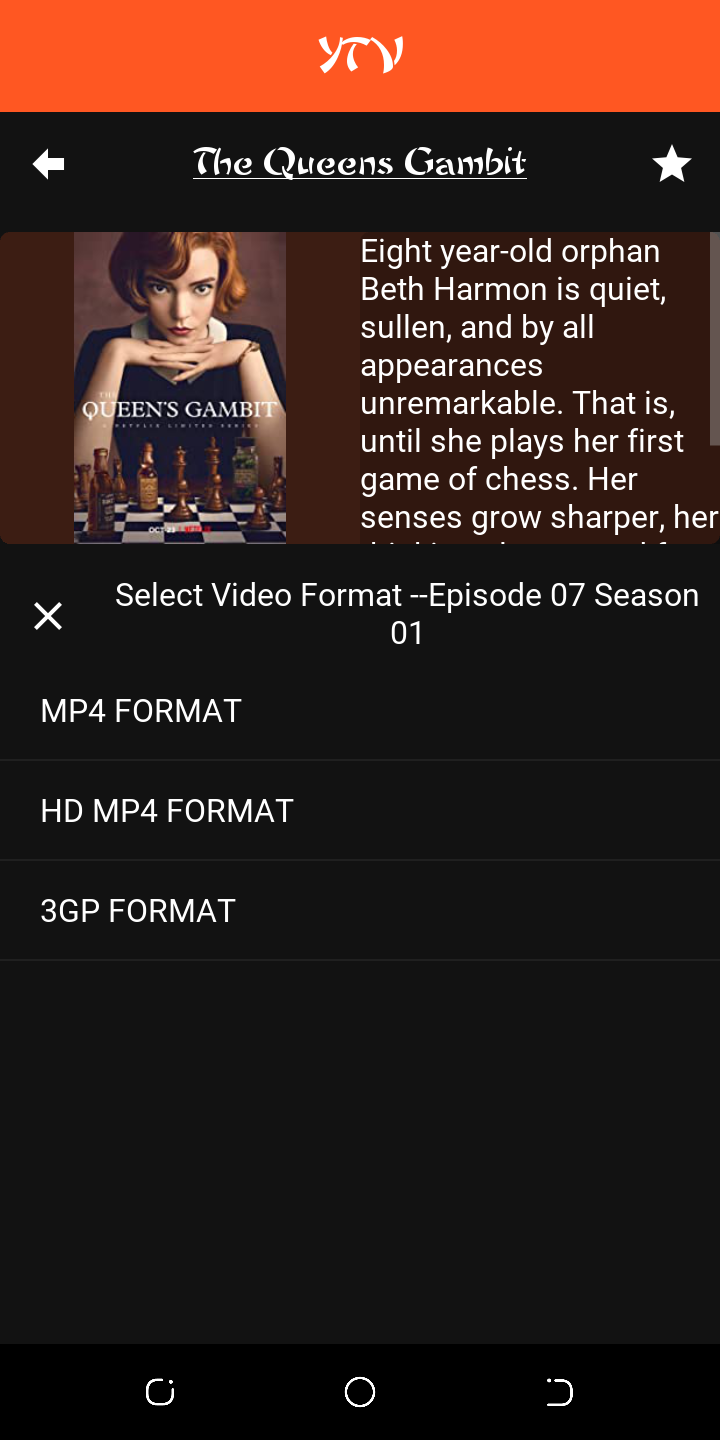 YTV
The Queens Gambit
Eight year-old orphan
Beth Harmon is quiet,
sullen, and by all
appearances
unremarkable. That is,
until she plays her first
game of chess. Her
senses grow sharper, her
THE
QUEEN'S GAMBIT
A NETFLIX LIMITED SERIES
OCT 23 | NETFLIX
Select Video Format --Episode 07 Season
01
MP4 FORMAT
HD MP4 FORMAT
3GP FORMAT